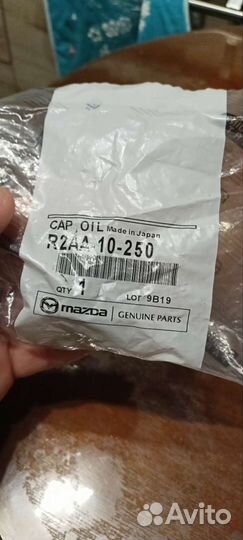 CAP, OIL Made in Japan
R2AA-10-250
QTY 1 LOT 9B19
mazda GENUINE PARTS
Avito